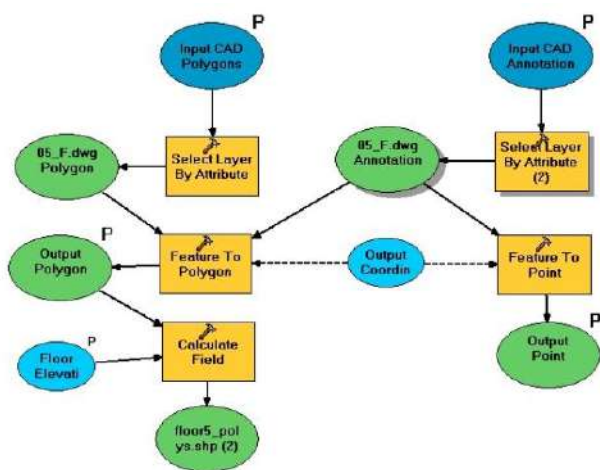 P
P
Input CAD
Polygons
Input CAD
Annotation
05_F.dwg
Polygon
Select Layer
By Attribute
05_F.dwg
Annotation
Select Layer
By Attribute
(2)
P
Output
Polygon
Feature To
Polygon
Output
Coordin
Feature To
Point
P
Floor
Elevati
Calculate
Field
P
Output
Point
floor5_pol
ys.shp (2)